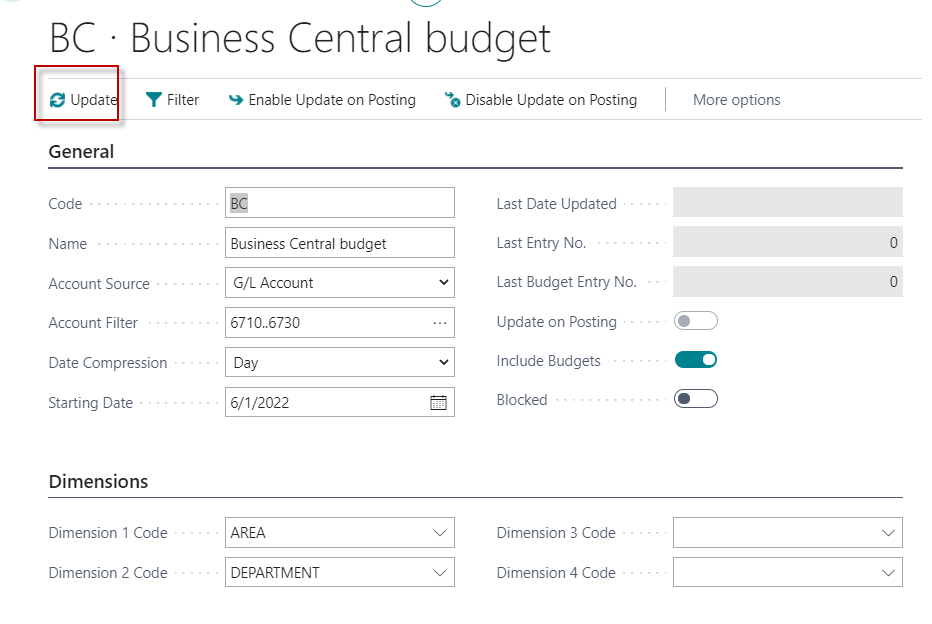 BC · Business Central budget
Update Filter Enable Update on Posting Disable Update on Posting More options
General
Code BC
Name Business Central budget
Account Source G/L Account
Account Filter 6710..6730 ...
Date Compression Day
Starting Date 6/1/2022
Last Date Updated
Last Entry No. 0
Last Budget Entry No. 0
Update on Posting
Include Budgets
Blocked
Dimensions
Dimension 1 Code AREA
Dimension 2 Code DEPARTMENT
Dimension 3 Code
Dimension 4 Code